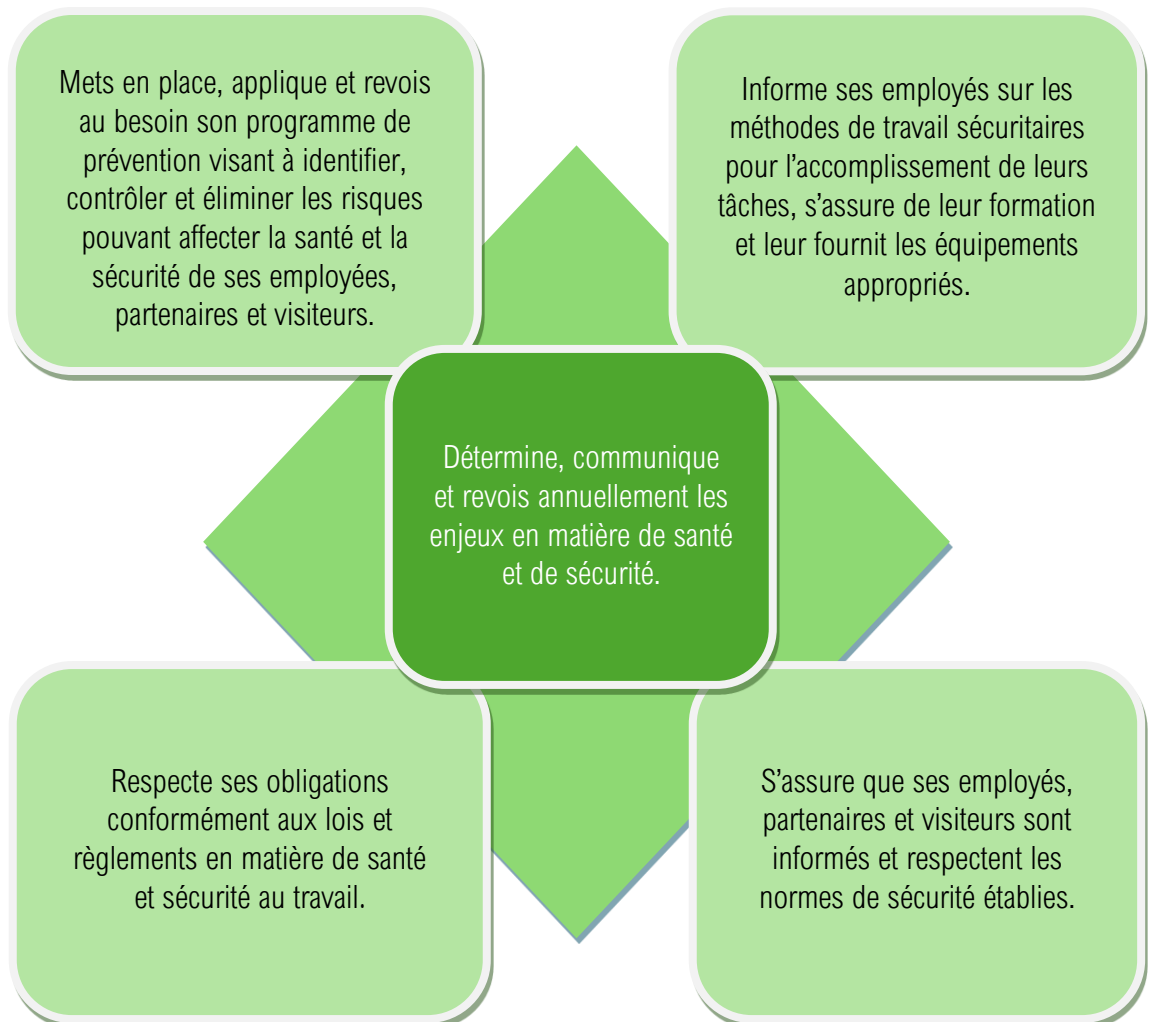 Mets en place, applique et revois
au besoin son programme de
prévention visant à identifier,
contrôler et éliminer les risques
pouvant affecter la santé et la
sécurité de ses employées,
partenaires et visiteurs.
Informe ses employés sur les
méthodes de travail sécuritaires
pour l’accomplissement de leurs
tâches, s’assure de leur formation
et leur fournit les équipements
appropriés.
Détermine, communique
et revois annuellement les
enjeux en matière de santé
et de sécurité.
Respecte ses obligations
conformément aux lois et
règlements en matière de santé
et sécurité au travail.
S’assure que ses employés,
partenaires et visiteurs sont
informés et respectent les
normes de sécurité établies.